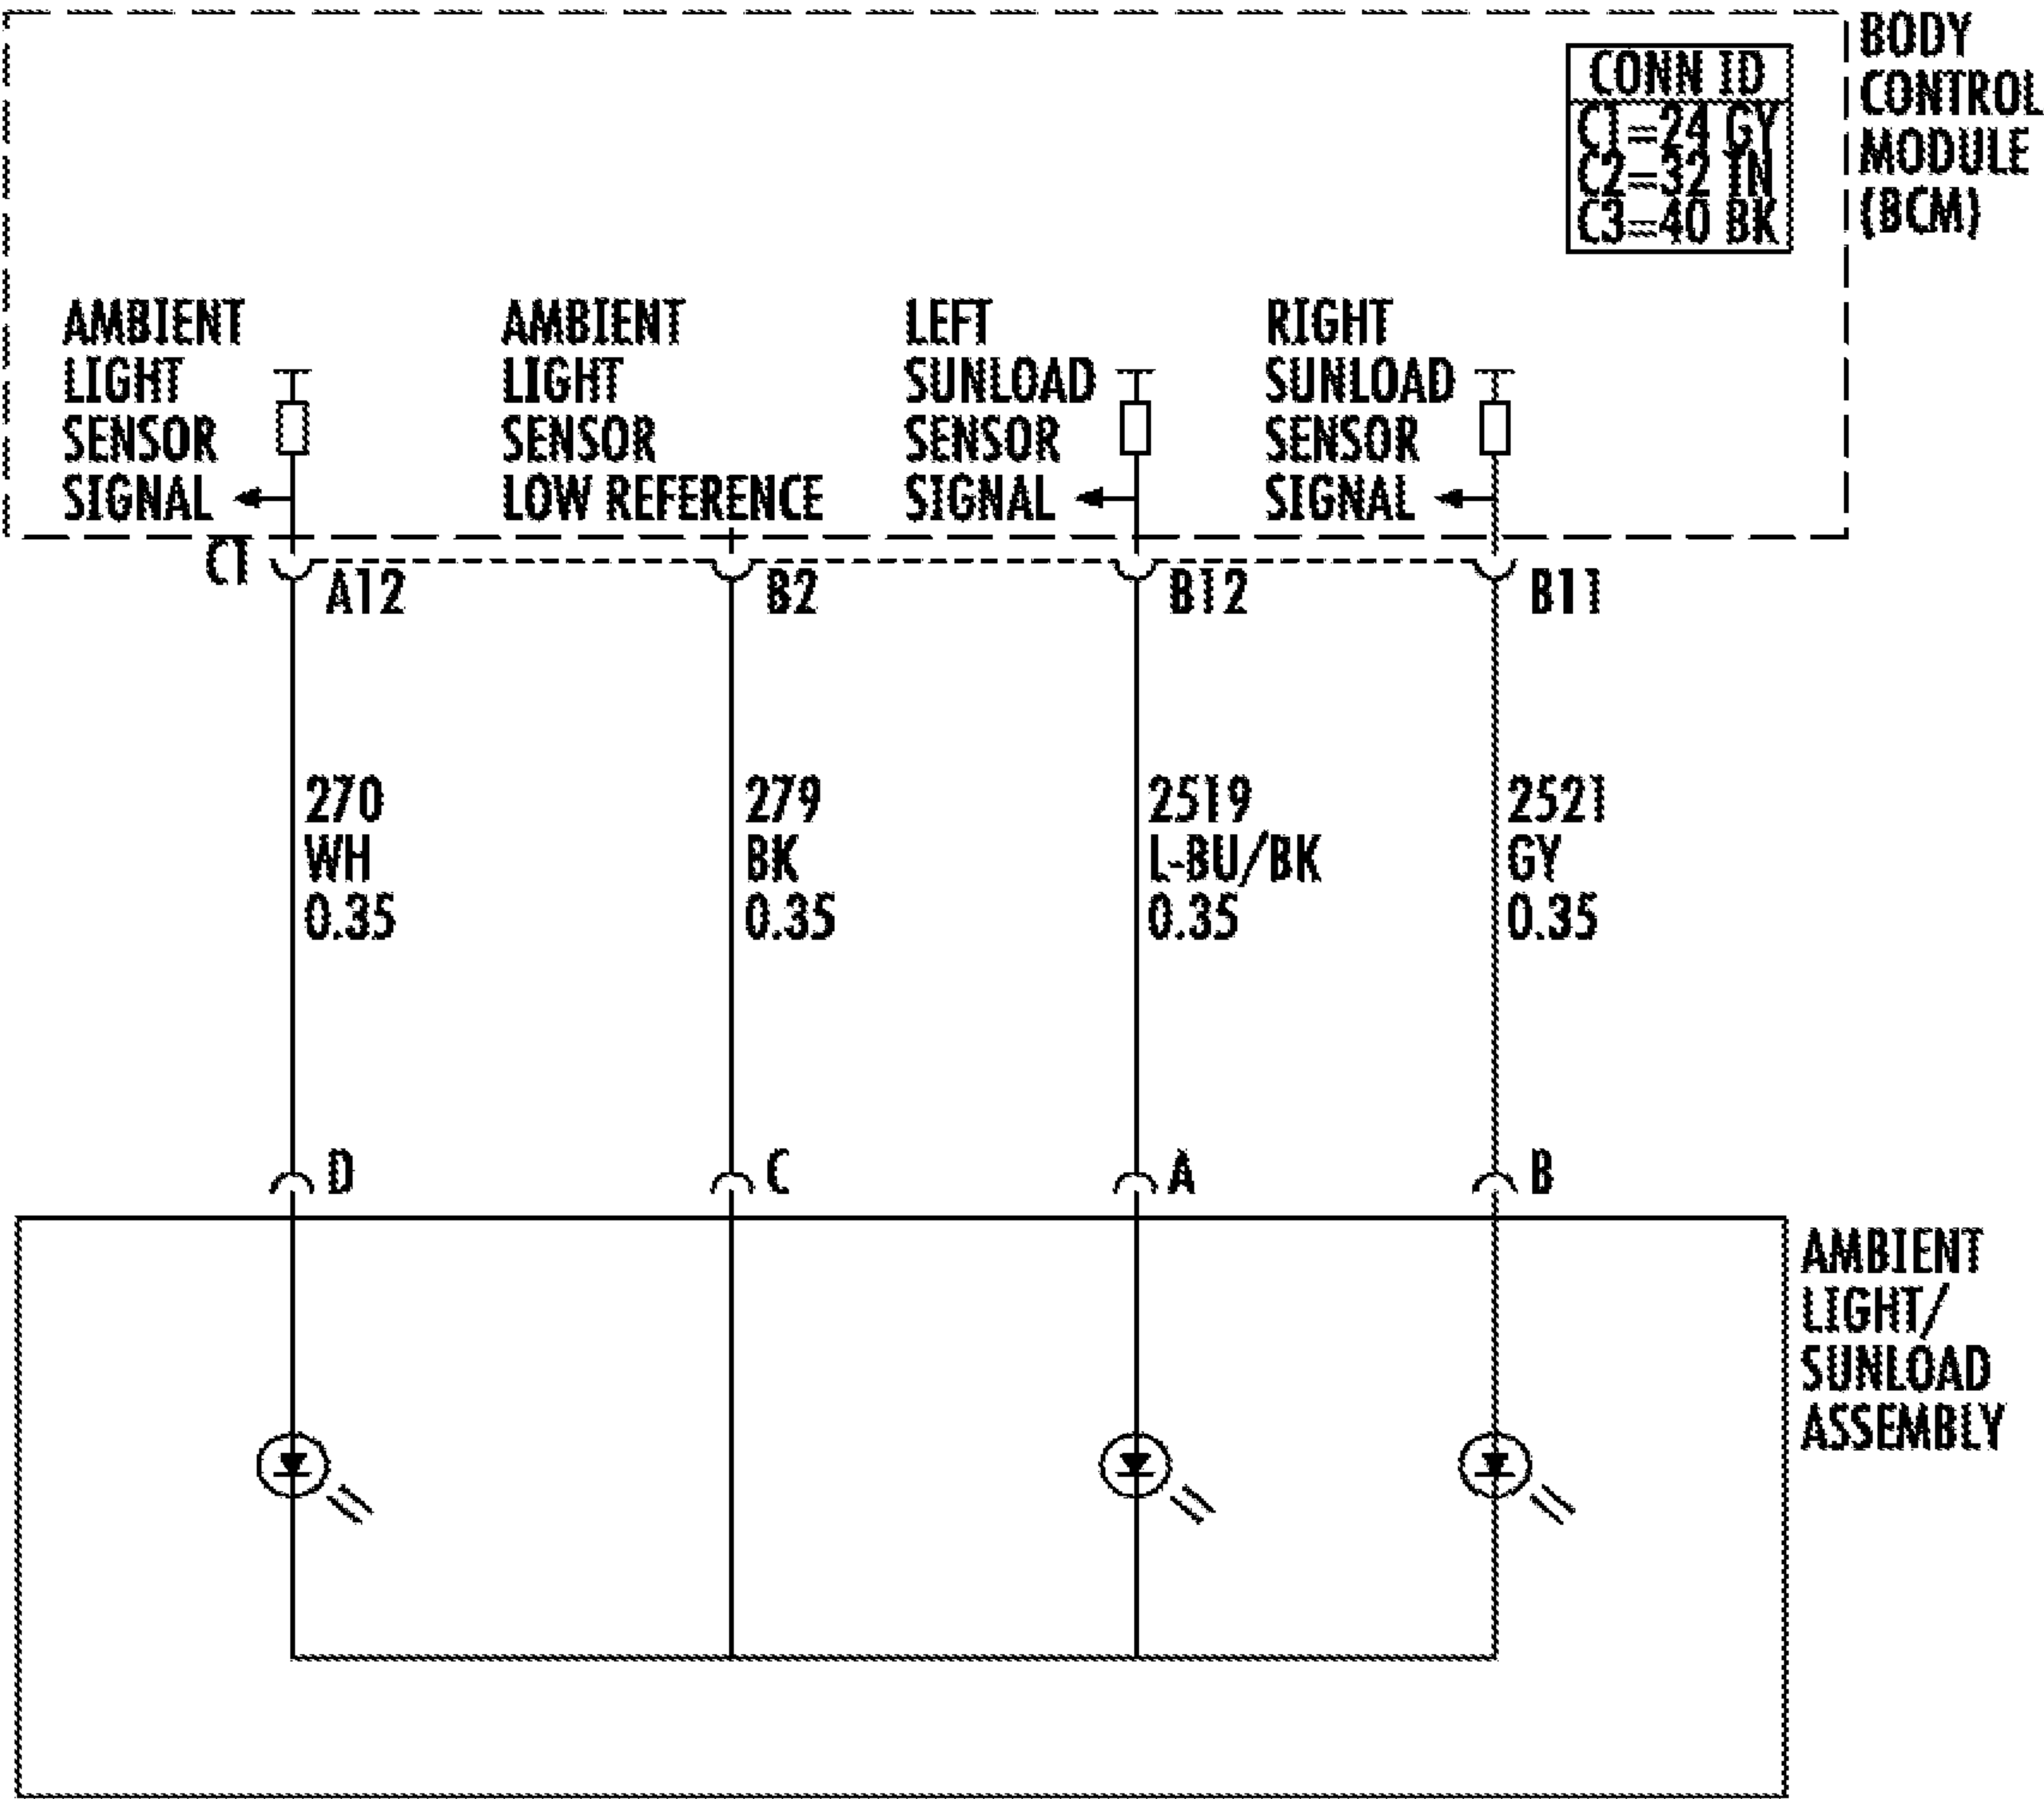 BODY
CONTROL
MODULE
(BCM)
CONN ID
C1=24 GY
C2=32 TN
C3=40 BK
AMBIENT
LIGHT
SENSOR
SIGNAL
AMBIENT
LIGHT
SENSOR
LOW REFERENCE
LEFT
SUNLOAD
SENSOR
SIGNAL
RIGHT
SUNLOAD
SENSOR
SIGNAL
C1
A12
B2
B12
B11
270
WH
0.35
279
BK
0.35
2519
L-BU/BK
0.35
2521
GY
0.35
D
C
A
B
AMBIENT
LIGHT/
SUNLOAD
ASSEMBLY